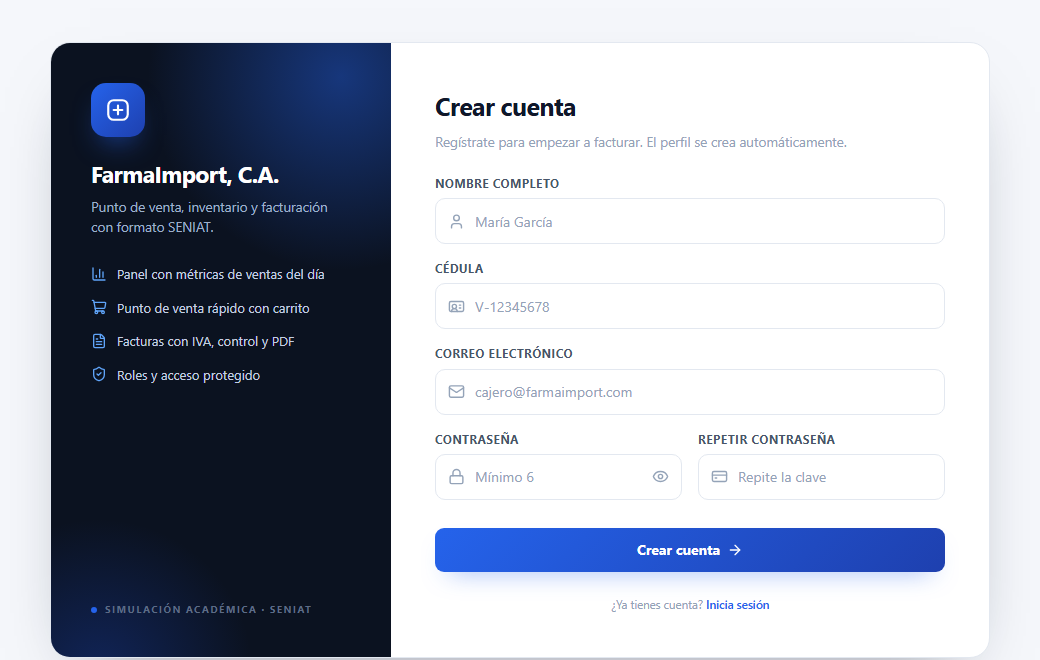 FarmaImport, C.A.
Punto de venta, inventario y facturación
con formato SENIAT.
Panel con métricas de ventas del día
Punto de venta rápido con carrito
Facturas con IVA, control y PDF
Roles y acceso protegido
SIMULACIÓN ACADÉMICA · SENIAT
Crear cuenta
Regístrate para empezar a facturar. El perfil se crea automáticamente.
NOMBRE COMPLETO
María García
CÉDULA
V-12345678
CORREO ELECTRÓNICO
cajero@farmaimport.com
CONTRASEÑA
Mínimo 6
REPETIR CONTRASEÑA
Repite la clave
Crear cuenta →
¿Ya tienes cuenta? Inicia sesión